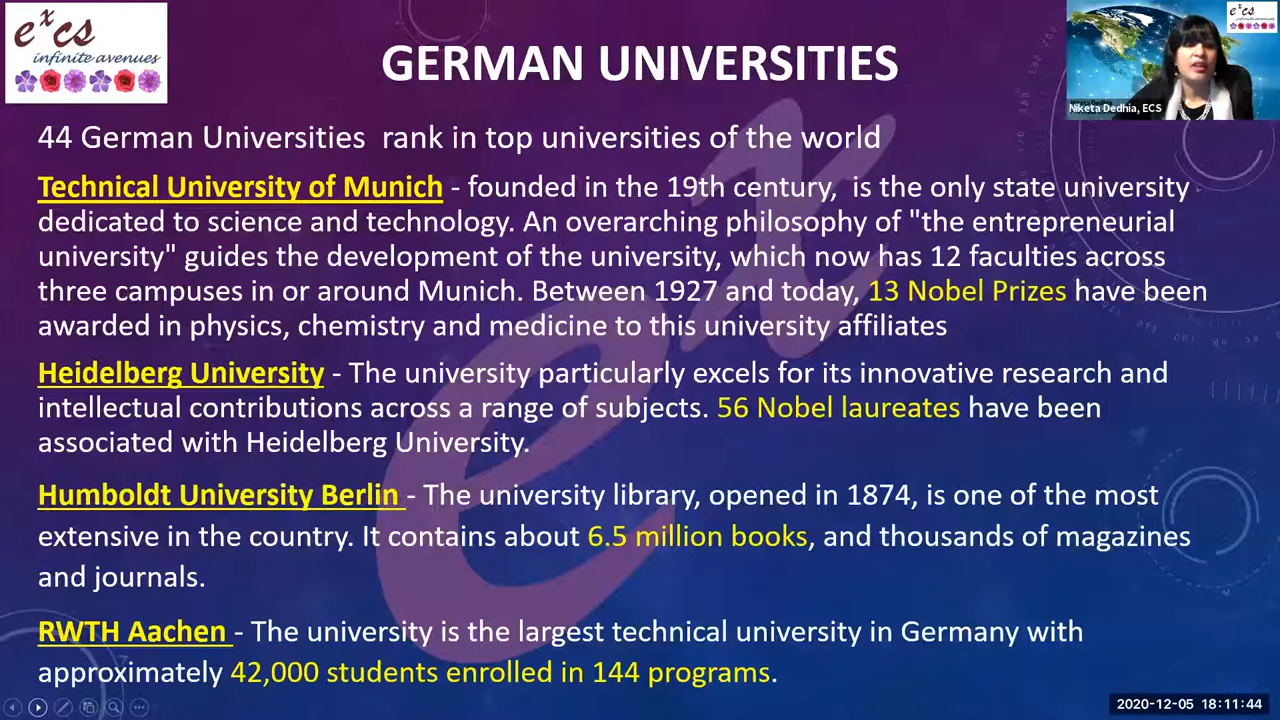 e^x cs
infinite avenues
GERMAN UNIVERSITIES
Niketa Dedhia, ECS
44 German Universities  rank in top universities of the world
Technical University of Munich - founded in the 19th century,  is the only state university
dedicated to science and technology. An overarching philosophy of "the entrepreneurial
university" guides the development of the university, which now has 12 faculties across
three campuses in or around Munich. Between 1927 and today, 13 Nobel Prizes have been
awarded in physics, chemistry and medicine to this university affiliates
Heidelberg University - The university particularly excels for its innovative research and
intellectual contributions across a range of subjects. 56 Nobel laureates have been
associated with Heidelberg University.
Humboldt University Berlin - The university library, opened in 1874, is one of the most
extensive in the country. It contains about 6.5 million books, and thousands of magazines
and journals.
RWTH Aachen - The university is the largest technical university in Germany with
approximately 42,000 students enrolled in 144 programs.
2020-12-05 18:11:44